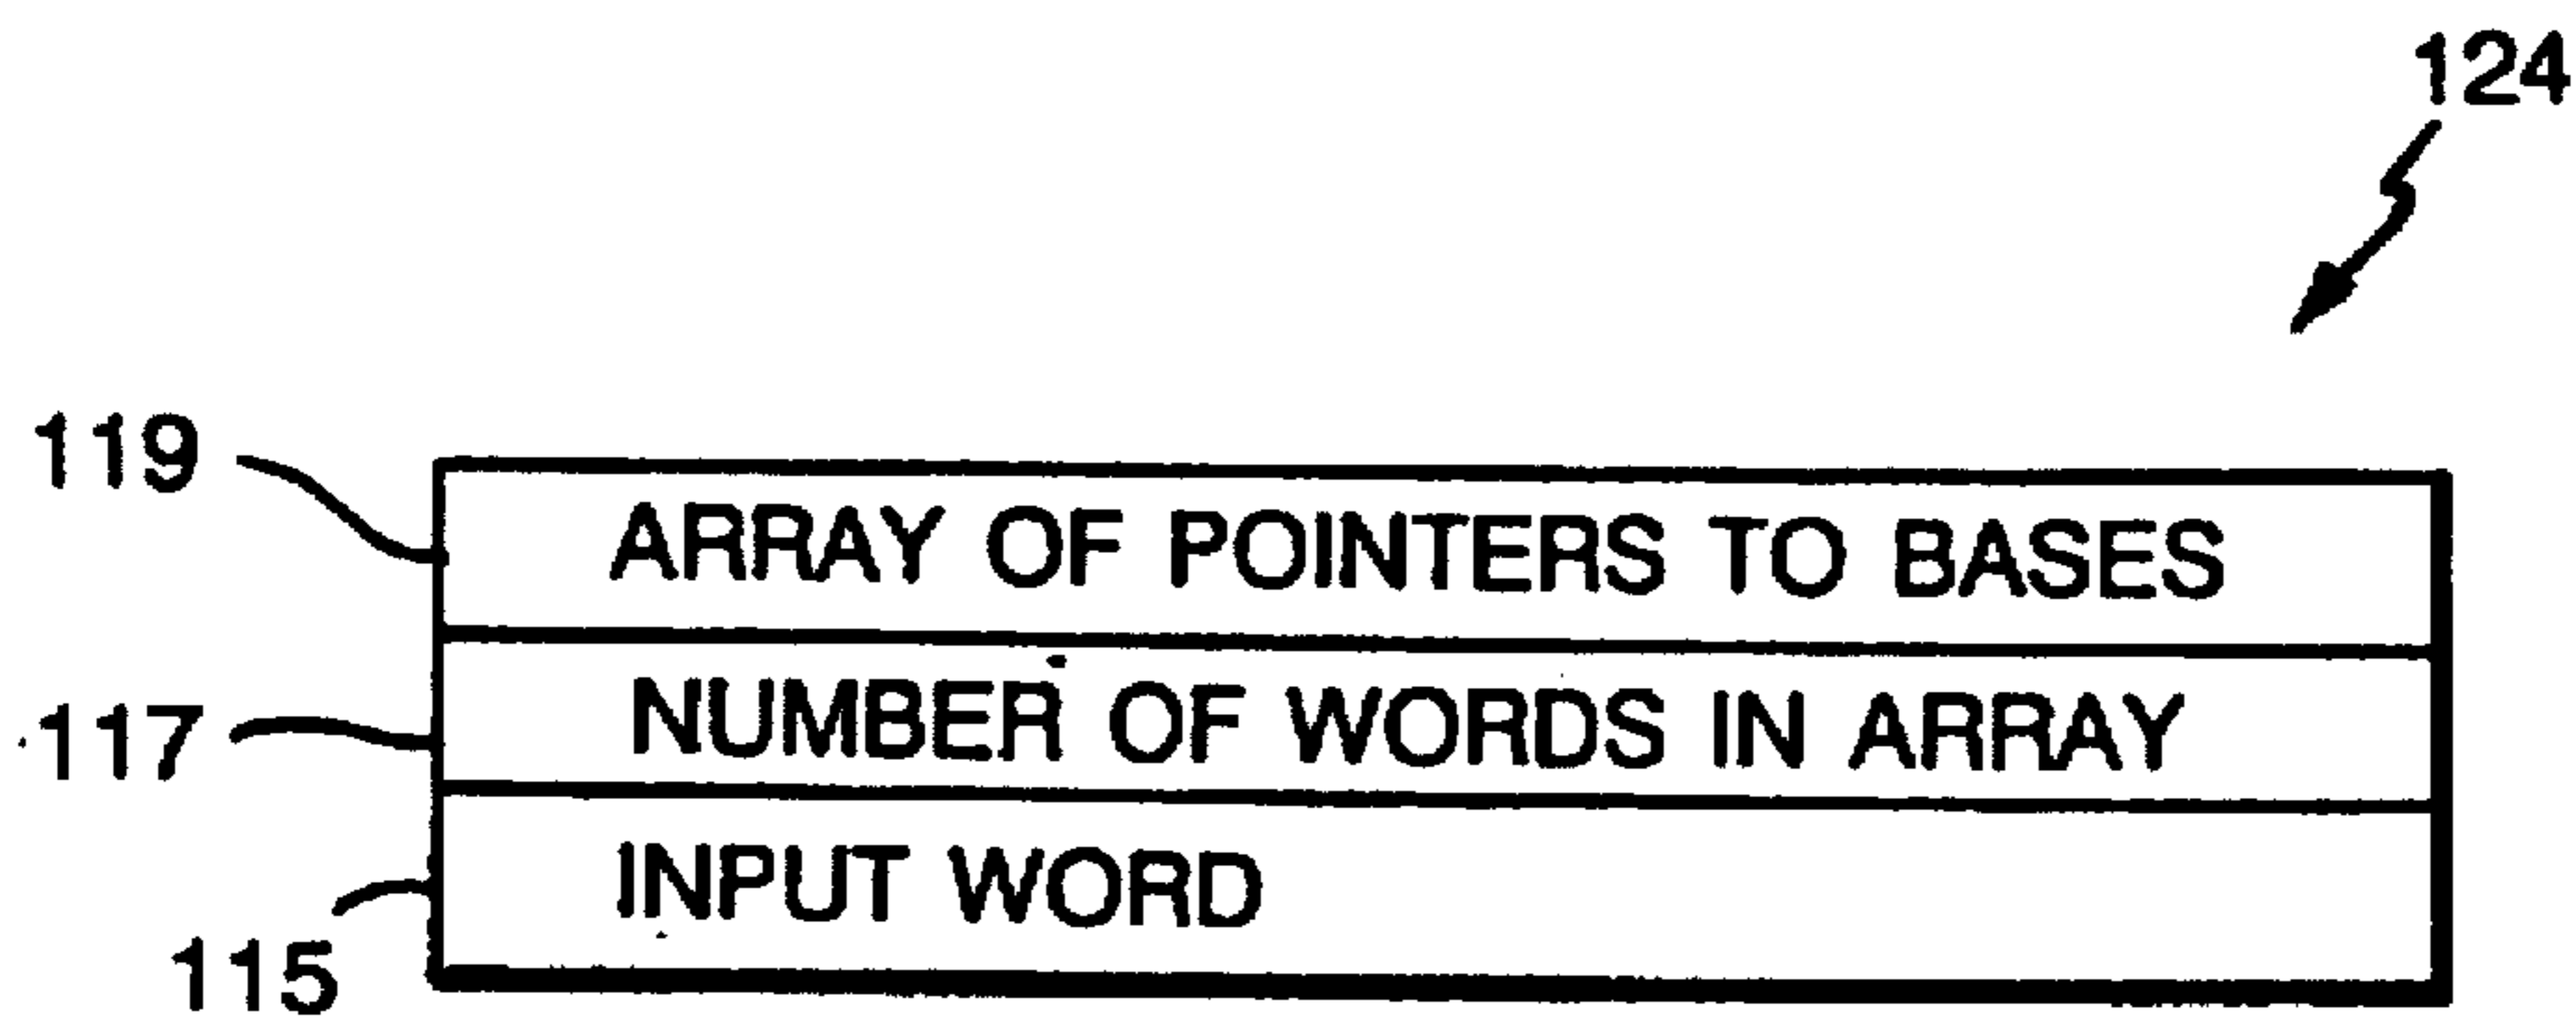 124
119 ARRAY OF POINTERS TO BASES
117 NUMBER OF WORDS IN ARRAY
INPUT WORD
115